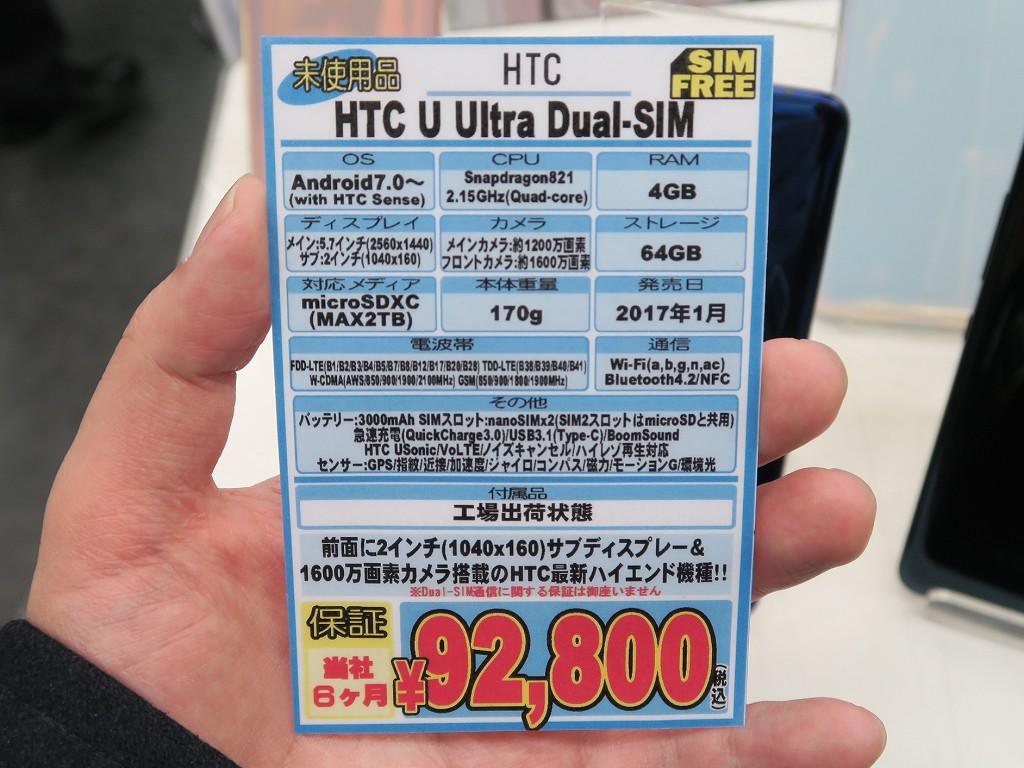 未使用品
HTC
SIM FREE
HTC U Ultra Dual-SIM
OS
Android7.0～
(with HTC Sense)
CPU
Snapdragon821
2.15GHz(Quad-core)
RAM
4GB
ディスプレイ
メイン:5.7インチ(2560x1440)
サブ:2インチ(1040x160)
カメラ
メインカメラ:約1200万画素
フロントカメラ:約1600万画素
ストレージ
64GB
対応メディア
microSDXC
(MAX2TB)
本体重量
170g
発売日
2017年1月
電波帯
FDD-LTE(B1/B2/B3/B4/B5/B7/B8/B12/B17/B20/B28) TDD-LTE(B38/B39/B40/B41)
W-CDMA(AWS/850/900/1900/2100MHz) GSM(850/900/1800/1900MHz)
通信
Wi-Fi(a,b,g,n,ac)
Bluetooth4.2/NFC
その他
バッテリー:3000mAh SIMスロット:nanoSIMx2(SIM2スロットはmicroSDと共用)
急速充電(QuickCharge3.0)/USB3.1(Type-C)/BoomSound
HTC USonic/VoLTE/ノイズキャンセル/ハイレゾ再生対応
センサー:GPS/指紋/近接/加速度/ジャイロ/コンパス/磁力/モーションG/環境光
付属品
工場出荷状態
前面に2インチ(1040x160)サブディスプレー&
1600万画素カメラ搭載のHTC最新ハイエンド機種!!
※Dual-SIM通信に関する保証は御座いません
保証
当社
6ヶ月
¥92,800(税込)